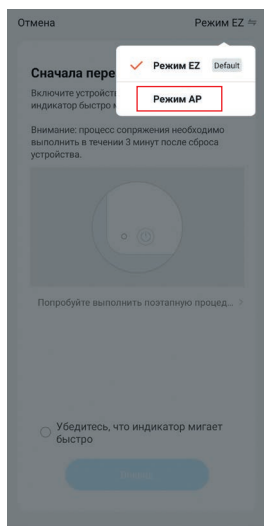 Отмена
Режим EZ
Режим EZ Default
Режим AP
Сначала пере
Включите устройст
индикатор быстро
Внимание: процесс сопряжения необходимо
выполнить в течении 3 минут после сброса
устройства.
Попробуйте выполнить поэтапную процед...
Убедитесь, что индикатор мигает
быстро